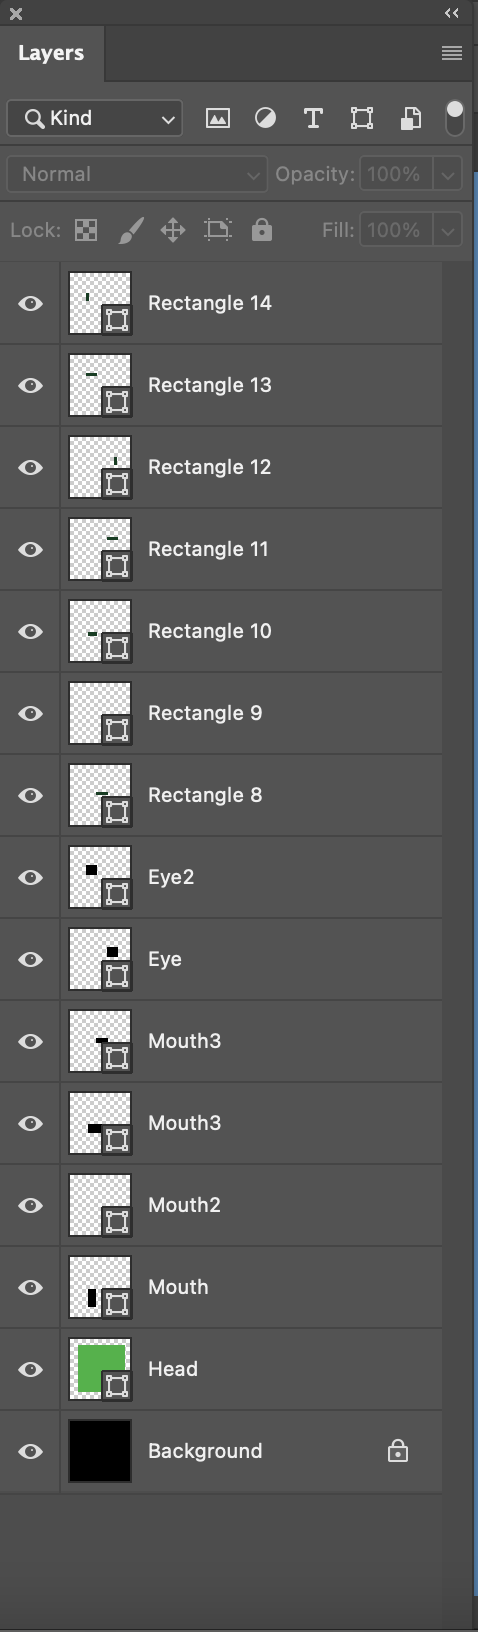 Layers
Kind
Normal Opacity: 100%
Lock: Fill: 100%
Rectangle 14
Rectangle 13
Rectangle 12
Rectangle 11
Rectangle 10
Rectangle 9
Rectangle 8
Eye2
Eye
Mouth3
Mouth3
Mouth2
Mouth
Head
Background